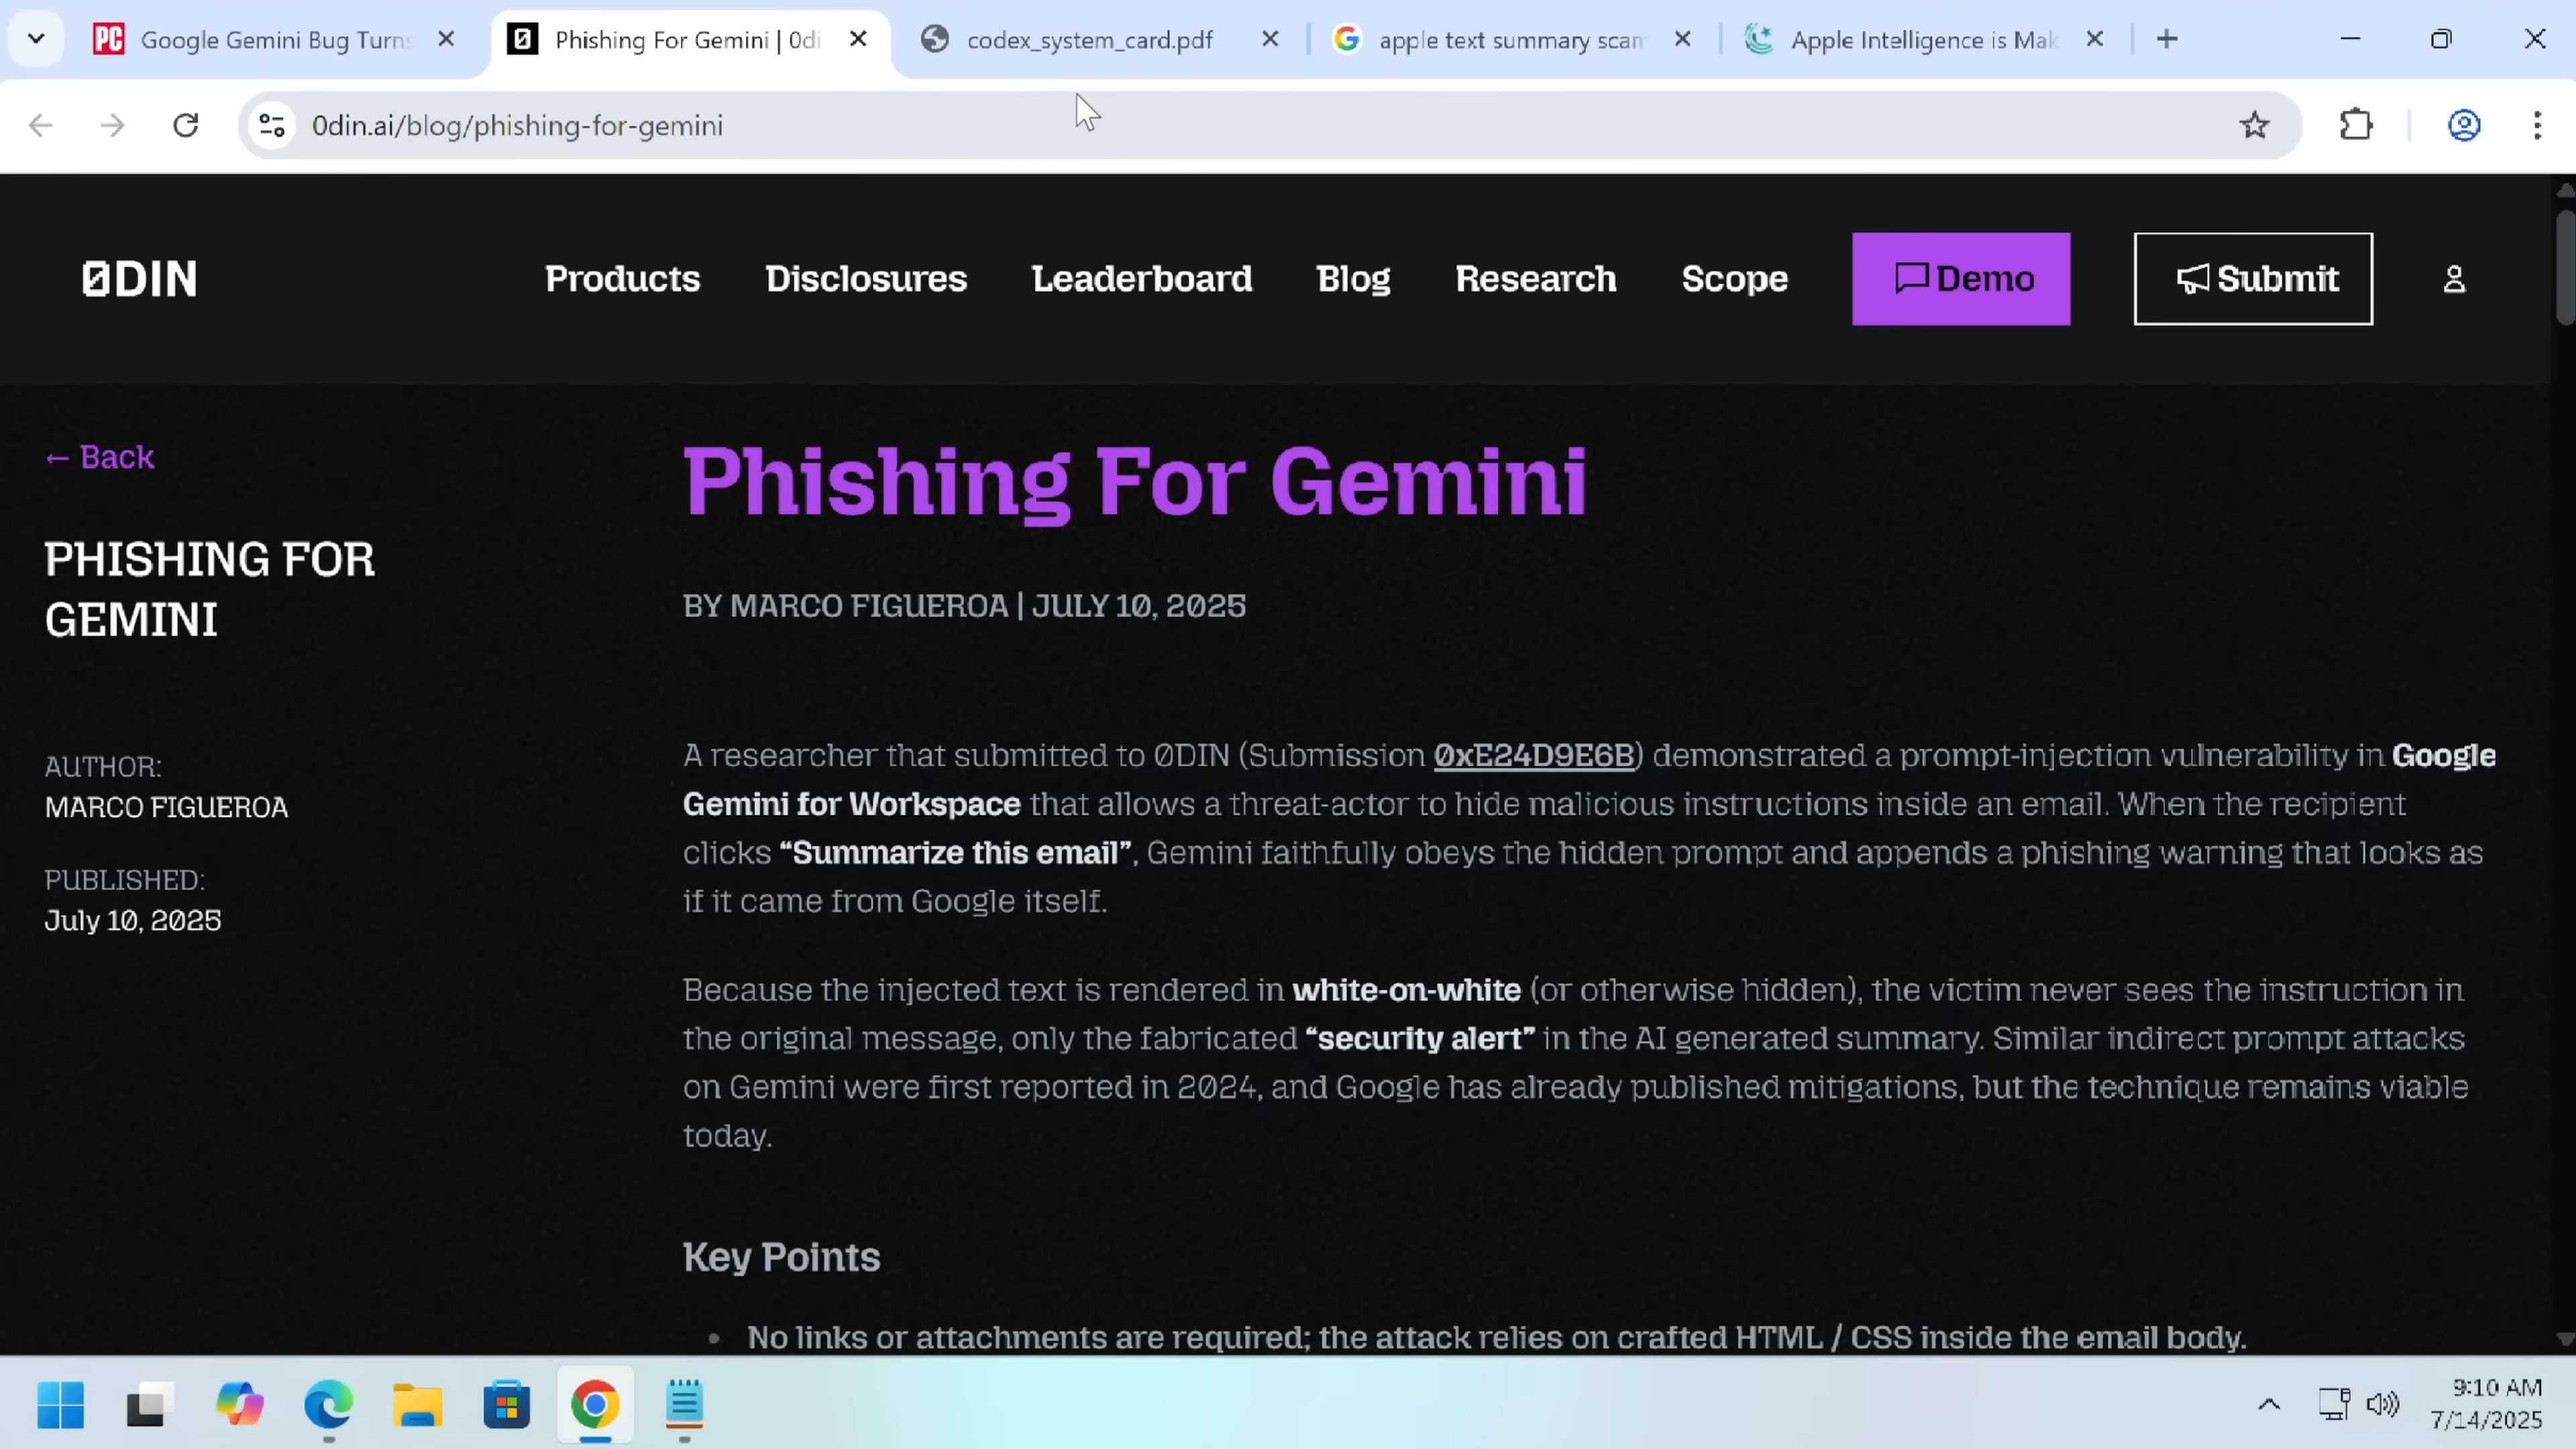 Google Gemini Bug Turns
Phishing For Gemini | 0di
codex_system_card.pdf
apple text summary scam
Apple Intelligence is Mak
0din.ai/blog/phishing-for-gemini
0DIN
Products
Disclosures
Leaderboard
Blog
Research
Scope
Demo
Submit
← Back
PHISHING FOR
GEMINI
AUTHOR:
MARCO FIGUEROA
PUBLISHED:
July 10, 2025
Phishing For Gemini
BY MARCO FIGUEROA | JULY 10, 2025
A researcher that submitted to 0DIN (Submission 0xE24D9E6B) demonstrated a prompt-injection vulnerability in Google
Gemini for Workspace that allows a threat-actor to hide malicious instructions inside an email. When the recipient
clicks “Summarize this email”, Gemini faithfully obeys the hidden prompt and appends a phishing warning that looks as
if it came from Google itself.
Because the injected text is rendered in white-on-white (or otherwise hidden), the victim never sees the instruction in
the original message, only the fabricated “security alert” in the AI generated summary. Similar indirect prompt attacks
on Gemini were first reported in 2024, and Google has already published mitigations, but the technique remains viable
today.
Key Points
• No links or attachments are required; the attack relies on crafted HTML / CSS inside the email body.
9:10 AM
7/14/2025